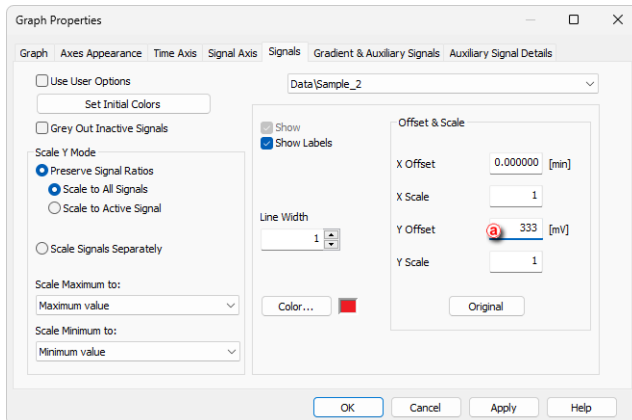 Graph Properties
Graph Axes Appearance Time Axis Signal Axis Signals Gradient & Auxiliary Signals Auxiliary Signal Details
Use User Options
Set Initial Colors
Grey Out Inactive Signals
Scale Y Mode
Preserve Signal Ratios
Scale to All Signals
Scale to Active Signal
Scale Signals Separately
Scale Maximum to:
Maximum value
Scale Minimum to:
Minimum value
Data\Sample_2
Show
Show Labels
Line Width
1
Color...
Offset & Scale
X Offset 0.000000 [min]
X Scale 1
Y Offset a 333 [mV]
Y Scale 1
Original
OK Cancel Apply Help